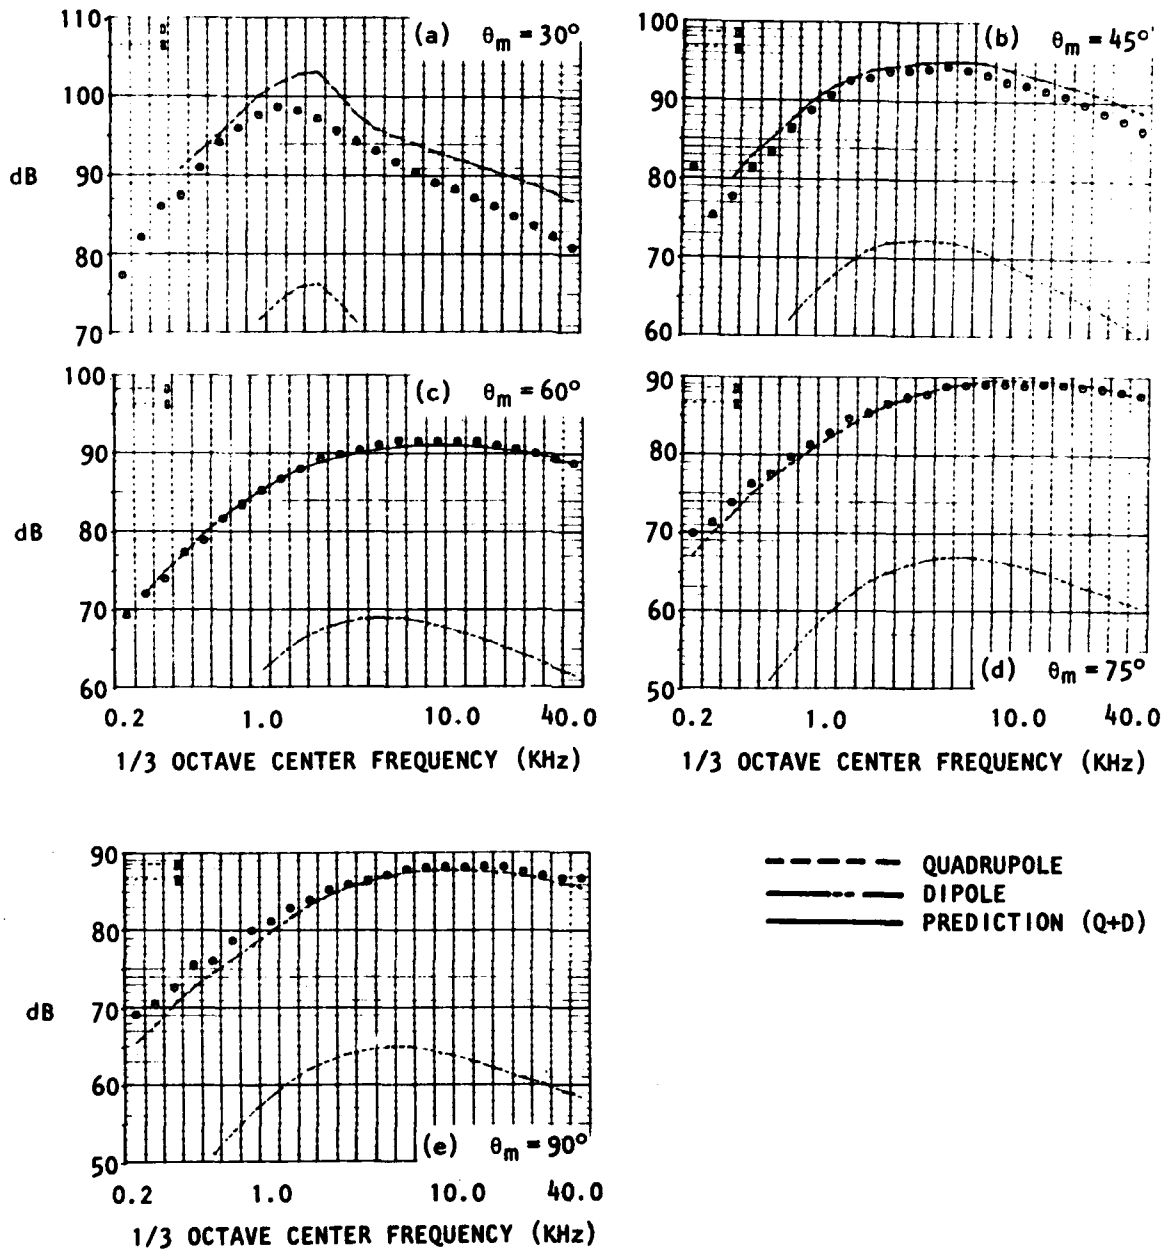 (a) θm = 30°
110
100
90
80
70
dB
(b) θm = 45°
100
90
80
70
60
(c) θm = 60°
100
90
80
70
60
dB
0.2 1.0 10.0 40.0
1/3 OCTAVE CENTER FREQUENCY (KHz)
90
80
70
60
50
(d) θm = 75°
0.2 1.0 10.0 40.0
1/3 OCTAVE CENTER FREQUENCY (KHz)
90
80
70
60
50
dB
(e) θm = 90°
0.2 1.0 10.0 40.0
1/3 OCTAVE CENTER FREQUENCY (KHz)
QUADRUPOLE
DIPOLE
PREDICTION (Q+D)